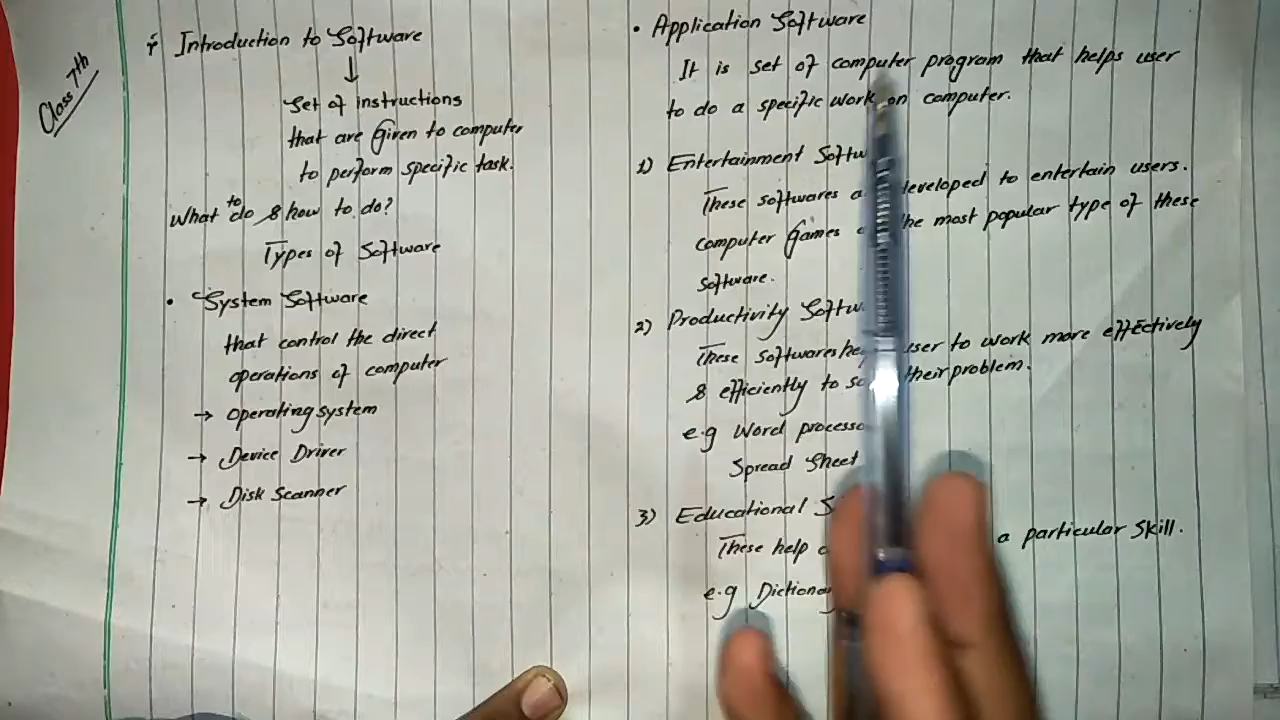 Class 7th
Introduction to Software
Set of instructions
that are Given to computer
to perform specific task.
What to do & how to do?
Types of Software
• System Software
that control the direct
operations of computer
→ Operating system
→ Device Driver
→ Disk Scanner
• Application Software
It is set of computer program that helps user
to do a specific work on computer.
1) Entertainment Softw
These softwares a developed to entertain users.
computer Games the most popular type of these
software.
2) Productivity Softw
These softwares user to work more effectively
& efficiently to their problem.
e.g Word processo
Spread Sheet
3) Educational S
These help a particular skill.
e.g Dictionary